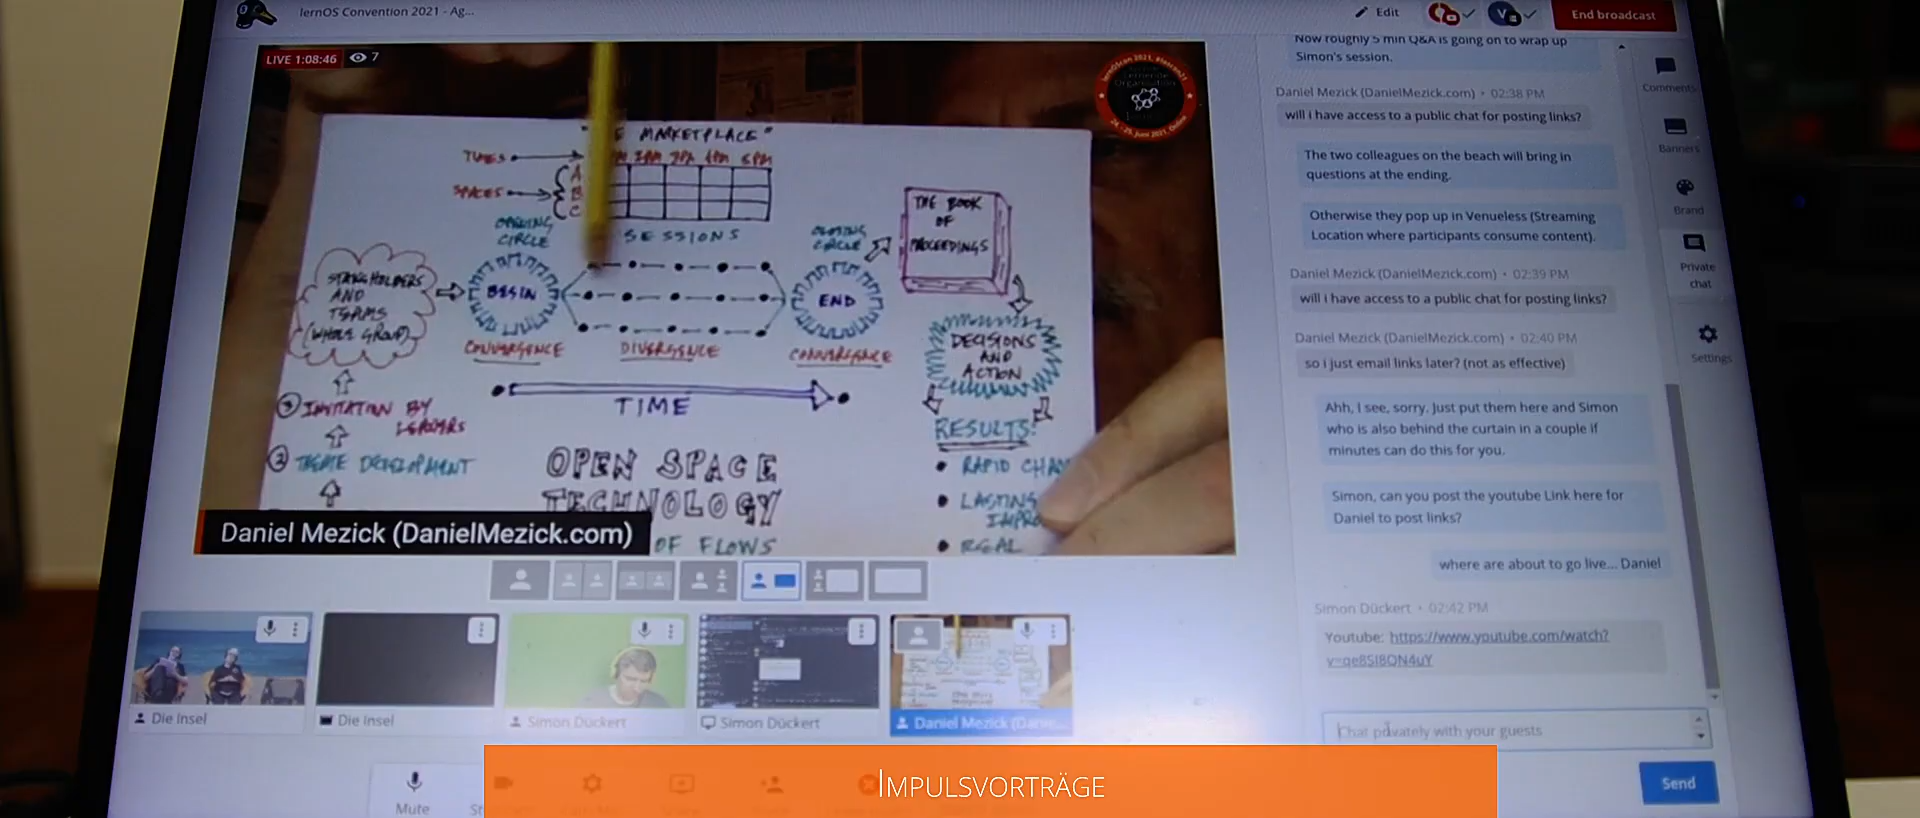 lernOS Convention 2021 - Ag...
Edit
End broadcast
LIVE 1:08:46
7
MARKETPLACE"
TIMES
2PM 3PM 4PM 5PM
SPACES
A
B
C
OPENING
CIRCLE
SESSIONS
CLOSING
CIRCLE
THE BOOK
OF
PROCEEDINGS
STAKEHOLDERS
AND
TEAMS
(WHOLE GROUP)
BEGIN
END
CONVERGENCE
DIVERGENCE
CONVERGENCE
DECISIONS
AND
ACTION
TIME
3 INVITATION BY
LEADERS
2 THEME DEVELOPMENT
RESULTS:
RAPID
LASTING
REAL
OPEN SPACE
TECHNOLOGY
OF FLOWS
Daniel Mezick (DanielMezick.com)
Die Insel
Die Insel
Simon Dückert
Simon Dückert
Daniel Mezick
Mute
IMPULSVORTRÄGE
Now roughly 5 min Q&A is going on to wrap up
Simon's session.
Daniel Mezick (DanielMezick.com) • 02:38 PM
will i have access to a public chat for posting links?
The two colleagues on the beach will bring in
questions at the ending.
Otherwise they pop up in Venueless (Streaming
Location where participants consume content).
Daniel Mezick (DanielMezick.com) • 02:39 PM
will i have access to a public chat for posting links?
Daniel Mezick (DanielMezick.com) • 02:40 PM
so i just email links later? (not as effective)
Ahh, I see, sorry. Just put them here and Simon
who is also behind the curtain in a couple if
minutes can do this for you.
Simon, can you post the youtube Link here for
Daniel to post links?
where are about to go live... Daniel
Simon Dückert • 02:42 PM
Youtube: https://www.youtube.com/watch?
Chat privately with your guests
Send
Comments
Banners
Brand
Private
chat
Settings